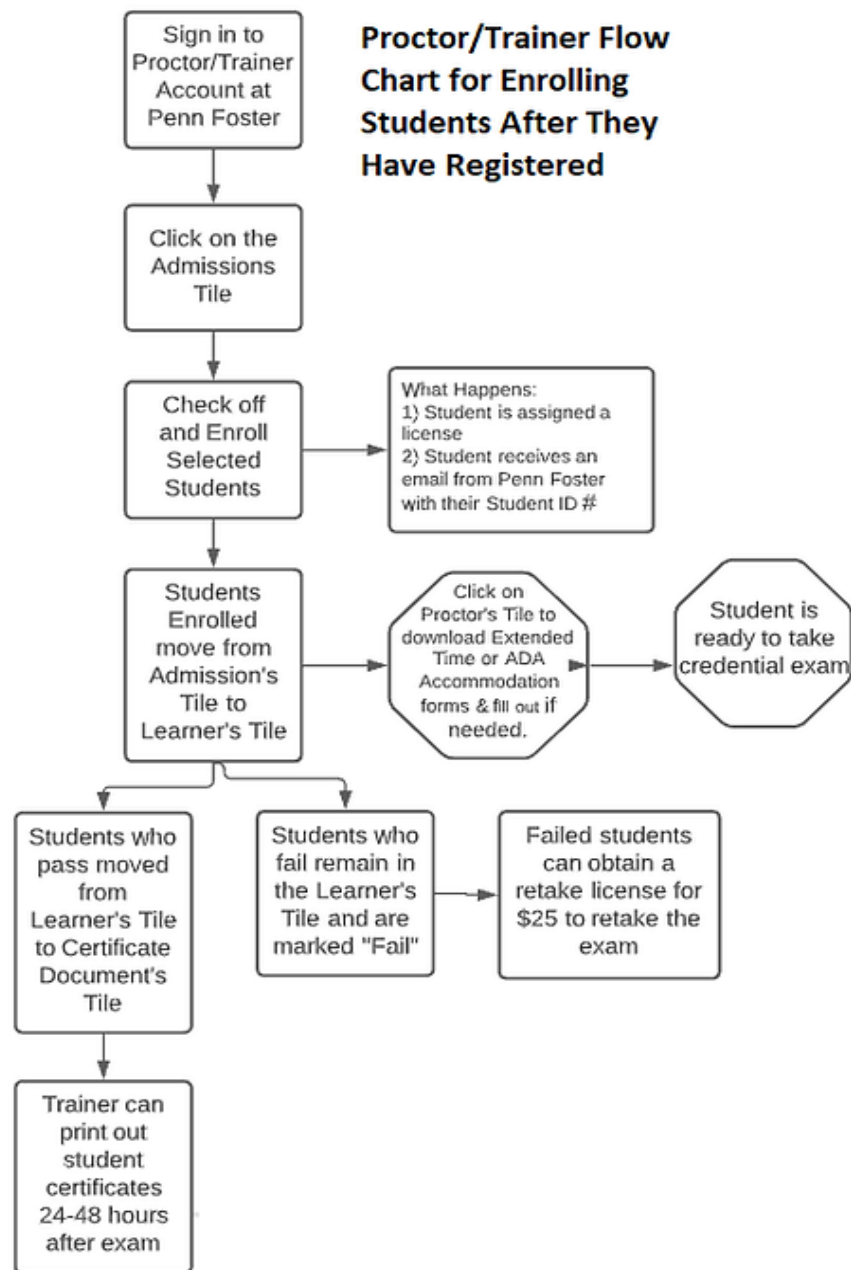 Proctor/Trainer Flow
Chart for Enrolling
Students After They
Have Registered
Sign in to
Proctor/Trainer
Account at
Penn Foster
Click on the
Admissions
Tile
Check off
and Enroll
Selected
Students
What Happens:
1) Student is assigned a
license
2) Student receives an
email from Penn Foster
with their Student ID #
Students
Enrolled
move from
Admission's
Tile to
Learner's Tile
Click on
Proctor's Tile to
download Extended
Time or ADA
Accommodation
forms & fill out if
needed.
Student is
ready to take
credential exam
Students who
pass moved
from
Learner's Tile
to Certificate
Document's
Tile
Students who
fail remain in
the Learner's
Tile and are
marked "Fail"
Failed students
can obtain a
retake license for
$25 to retake the
exam
Trainer can
print out
student
certificates
24-48 hours
after exam